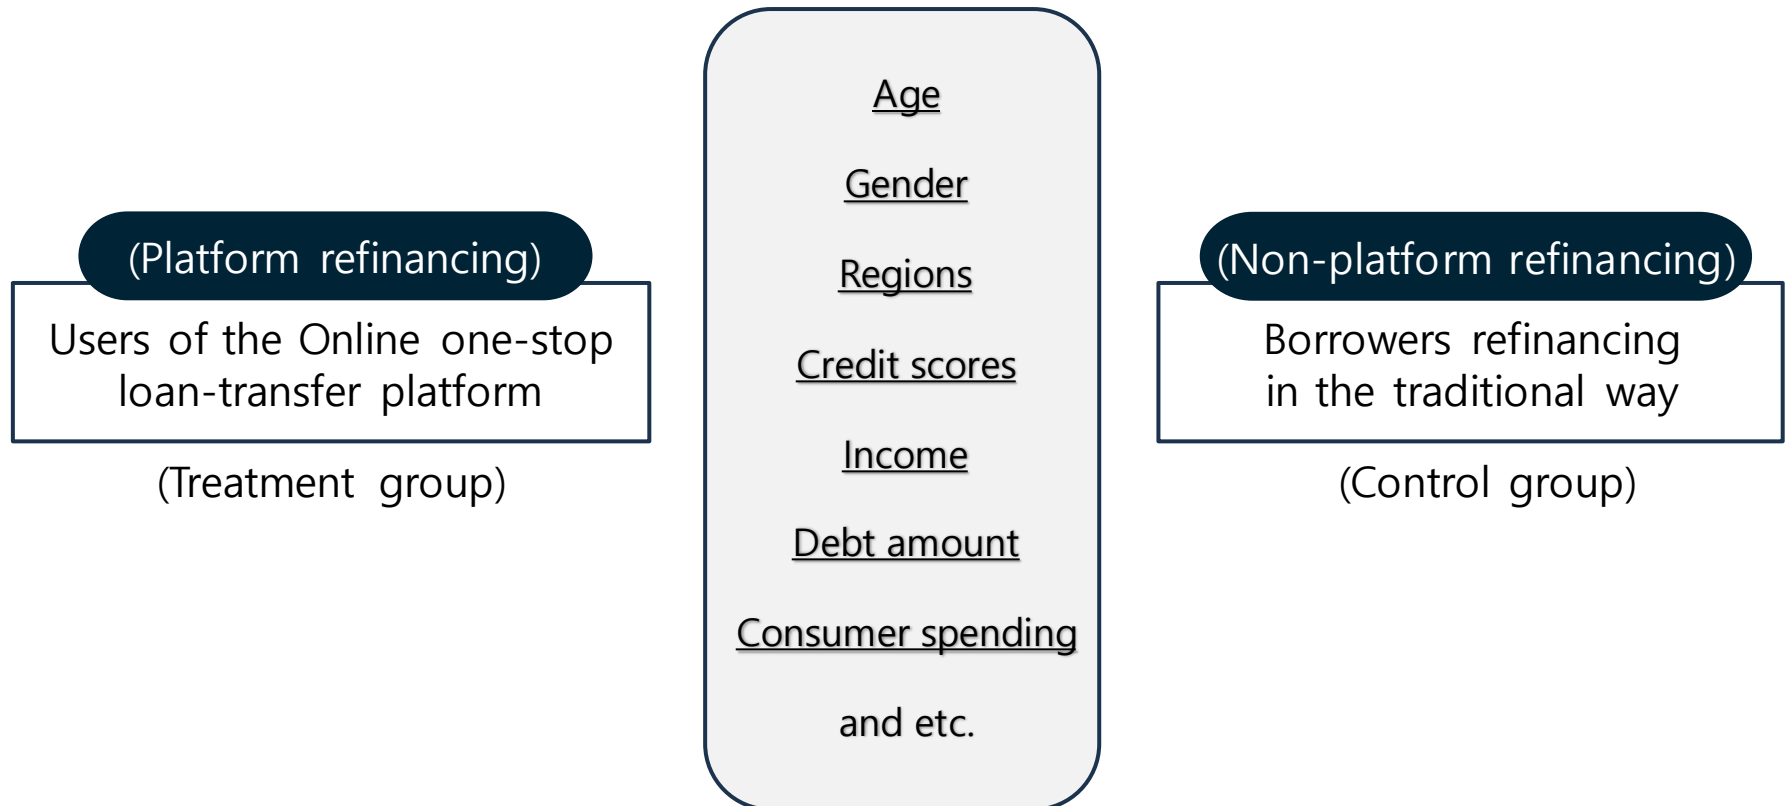 (Platform refinancing)
Users of the Online one-stop
loan-transfer platform
(Treatment group)
Age
Gender
Regions
Credit scores
Income
Debt amount
Consumer spending
and etc.
(Non-platform refinancing)
Borrowers refinancing
in the traditional way
(Control group)